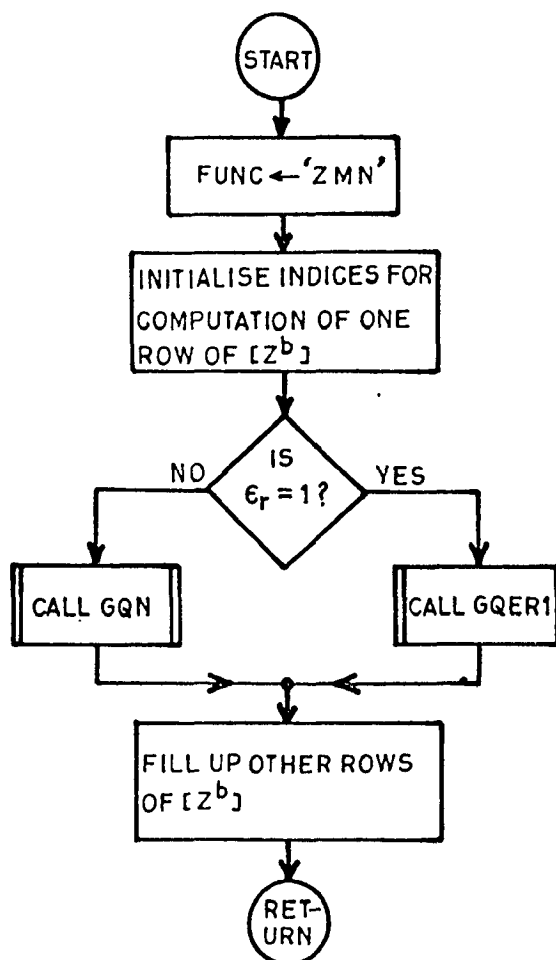 START
FUNC ← 'ZMN'
INITIALISE INDICES FOR
COMPUTATION OF ONE
ROW OF [Z^b]
IS
NO
YES
ϵr = 1 ?
CALL GQN
CALL GQER1
FILL UP OTHER ROWS
OF [Z^b]
RET-
URN